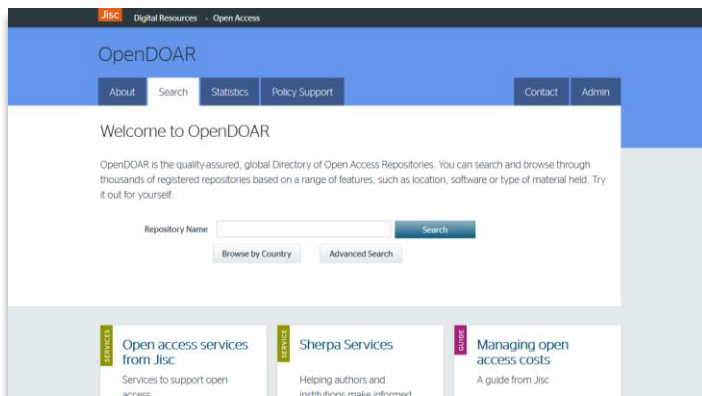 Jisc Digital Resources › Open Access
OpenDOAR
About Search Statistics Policy Support Contact Admin
Welcome to OpenDOAR
OpenDOAR is the quality-assured, global Directory of Open Access Repositories. You can search and browse through
thousands of registered repositories based on a range of features, such as location, software or type of material held. Try
it out for yourself:
Repository Name Search
Browse by Country Advanced Search
SERVICES
Open access services
from Jisc
Services to support open
access
SERVICE
Sherpa Services
Helping authors and
institutions make informed
GUIDE
Managing open
access costs
A guide from Jisc